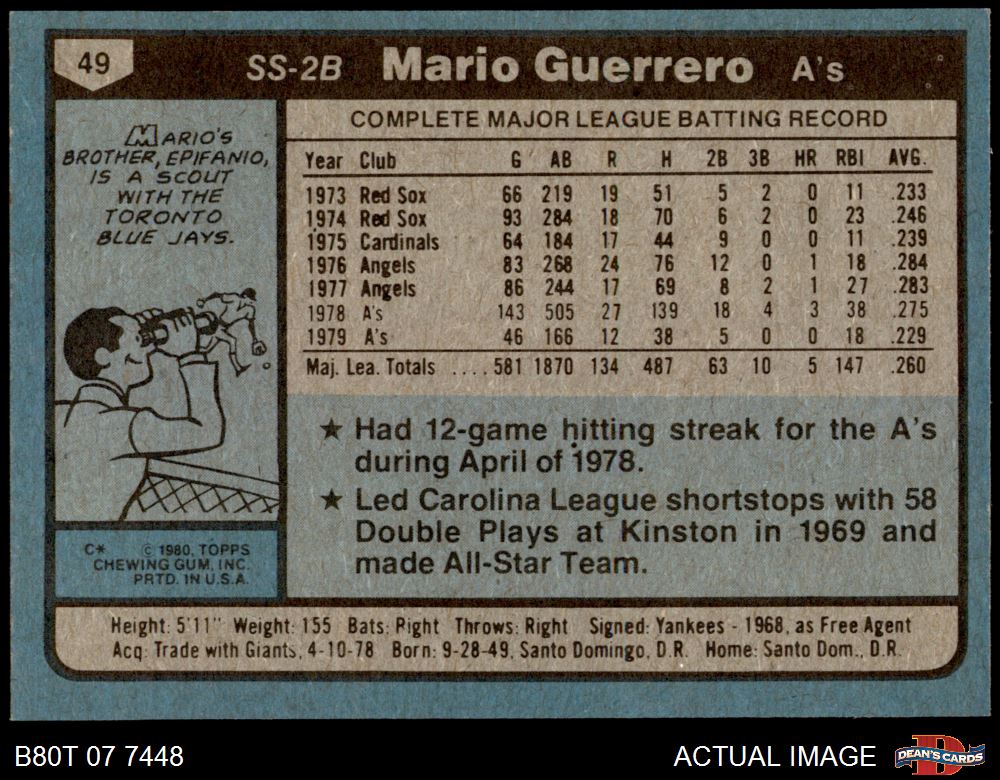 49 SS-2B Mario Guerrero A's
MARIO'S
BROTHER, EPIFANIO,
IS A SCOUT
WITH THE
TORONTO
BLUE JAYS.
C* © 1980, TOPPS
CHEWING GUM, INC.
PRTD. IN U.S.A.
COMPLETE MAJOR LEAGUE BATTING RECORD
Year Club G AB R H 2B 3B HR RBI AVG.
1973 Red Sox 66 219 19 51 5 2 0 11 .233
1974 Red Sox 93 284 18 70 6 2 0 23 .246
1975 Cardinals 64 184 17 44 9 0 0 11 .239
1976 Angels 83 268 24 76 12 0 1 18 .284
1977 Angels 86 244 17 69 8 2 1 27 .283
1978 A's 143 505 27 139 18 4 3 38 .275
1979 A's 46 166 12 38 5 0 0 18 .229
Maj. Lea. Totals ....581 1870 134 487 63 10 5 147 .260
★ Had 12-game hitting streak for the A's
during April of 1978.
★ Led Carolina League shortstops with 58
Double Plays at Kinston in 1969 and
made All-Star Team.
Height: 5'11" Weight: 155 Bats: Right Throws: Right Signed: Yankees - 1968, as Free Agent
Acq: Trade with Giants, 4-10-78 Born: 9-28-49, Santo Domingo, D.R. Home: Santo Dom., D.R.
B80T 07 7448 ACTUAL IMAGE DEAN'S CARDS